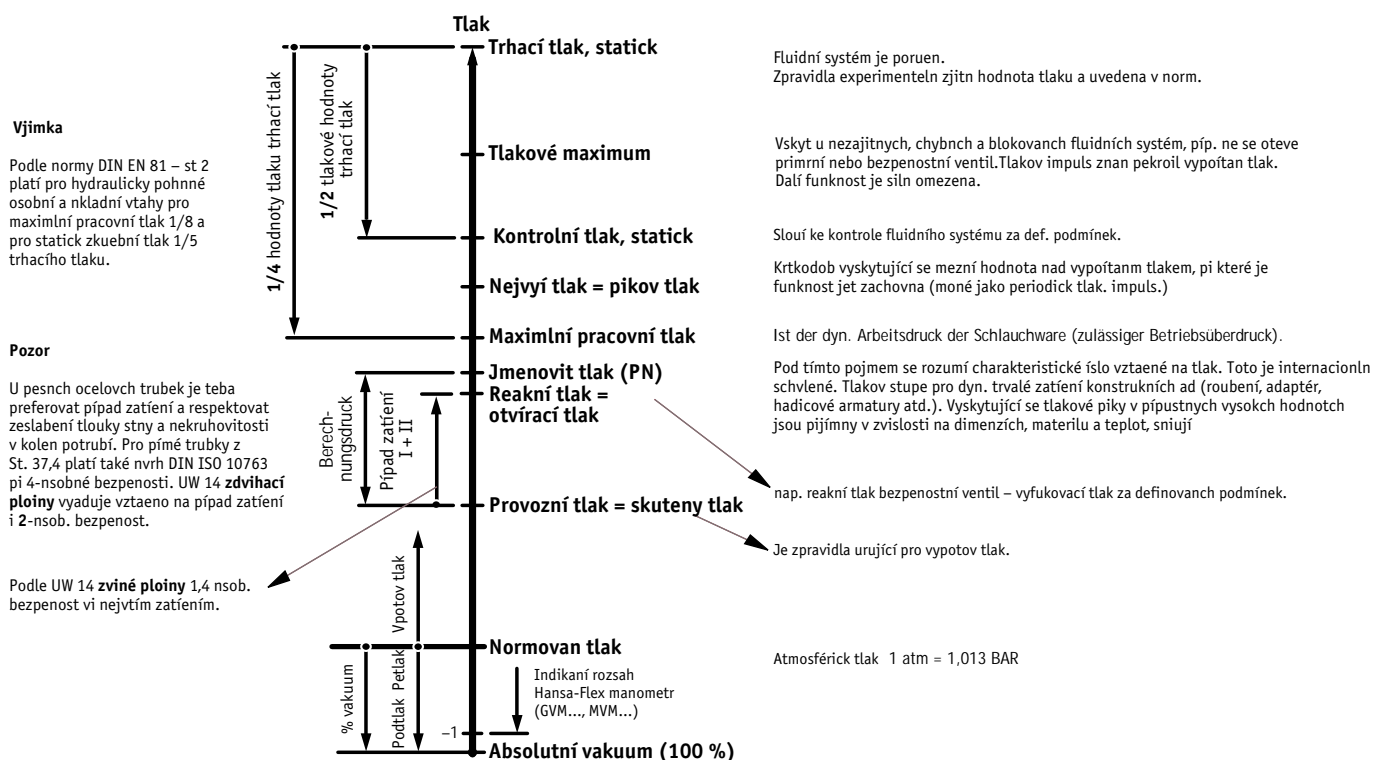 Tlak
Trhací tlak, statick
Fluidní systém je poruen.
Zpravidla experimenteln zjitn hodnota tlaku a uvedena v norm.
1/4 hodnoty tlaku trhací tlak
1/2 tlakové hodnoty
trhací tlak
Vjimka
Podle normy DIN EN 81 – st 2
platí pro hydraulicky pohnné
osobní a nkladní vtahy pro
maximlní pracovní tlak 1/8 a
pro statick zkuební tlak 1/5
trhacího tlaku.
Tlakové maximum
Vskyt u nezajitnych, chybnch a blokovanch fluidních systém, píp. ne se oteve
primrní nebo bezpenostní ventil.Tlakov impuls znan pekroil vypoítan tlak.
Dalí funknost je siln omezena.
Kontrolní tlak, statick
Slouí ke kontrole fluidního systému za def. podmínek.
Nejvyí tlak = pikov tlak
Krtkodob vyskytující se mezní hodnota nad vypoítanm tlakem, pi které je
funknost jet zachovna (moné jako periodick tlak. impuls.)
Maximlní pracovní tlak
Ist der dyn. Arbeitsdruck der Schlauchware (zulässiger Betriebsüberdruck).
Pozor
U pesnch ocelovch trubek je teba
preferovat pípad zatíení a respektovat
zeslabení tlouky stny a nekruhovitosti
v kolen potrubí. Pro pímé trubky z
St. 37,4 platí také nvrh DIN ISO 10763
pi 4-nsobné bezpenosti. UW 14 zdvihací
ploiny vyaduje vztaeno na pípad zatíení
i 2-nsob. bezpenost.
Podle UW 14 zviné ploiny 1,4 nsob.
bezpenost vi nejvtím zatíením.
Jmenovit tlak (PN)
Pod tímto pojmem se rozumí charakteristické íslo vztaené na tlak. Toto je internacionln
schvlené. Tlakov stupe pro dyn. trvalé zatíení konstrukních ad (roubení, adaptér,
hadicové armatury atd.). Vyskytující se tlakové piky v pípustnych vysokch hodnotch
jsou pijímny v zvislosti na dimenzích, materilu a teplot, sniují
Reakní tlak =
otvírací tlak
Berech-
nungsdruck
Pípad zatíení
I + II
nap. reakní tlak bezpenostní ventil – vyfukovací tlak za definovanch podmínek.
Provozní tlak = skuteny tlak
Je zpravidla urující pro vypotov tlak.
Vpotov tlak
Normovan tlak
Atmosférick tlak 1 atm = 1,013 BAR
% vakuum
Podtlak Petlak
Indikaní rozsah
Hansa-Flex manometr
(GVM..., MVM...)
–1
Absolutní vakuum (100 %)